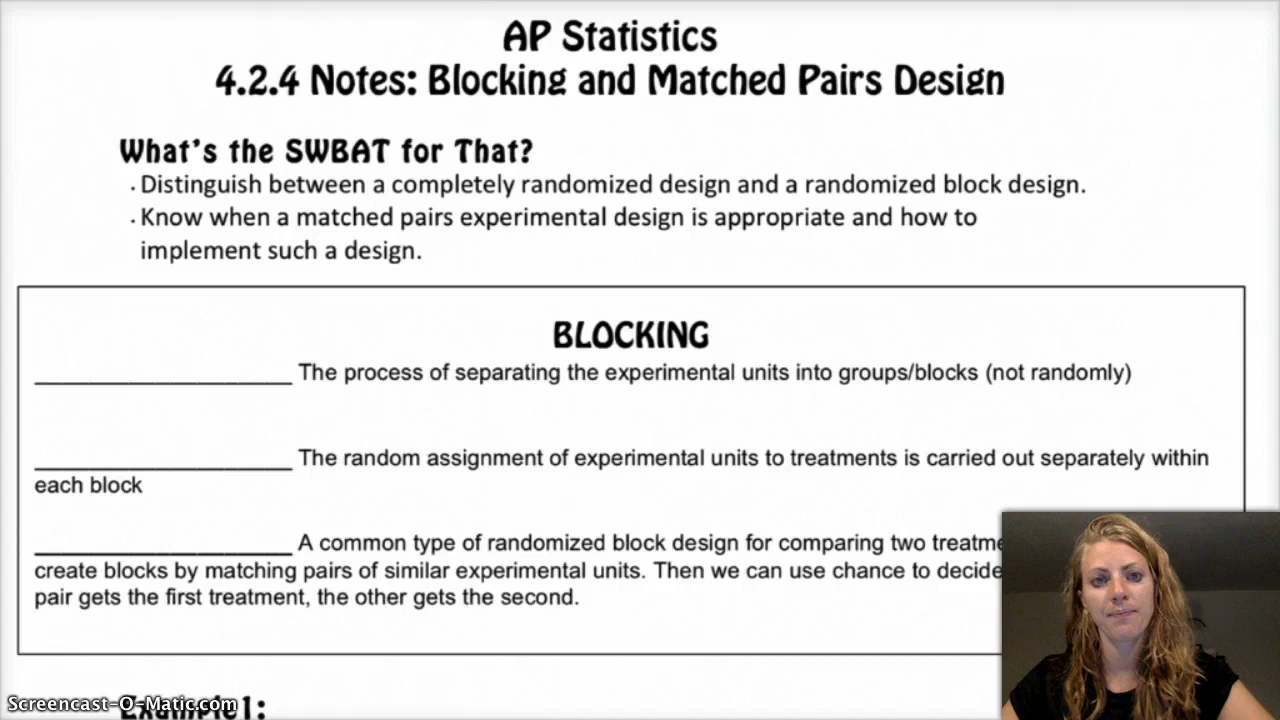 AP Statistics
4.2.4 Notes: Blocking and Matched Pairs Design
What's the SWBAT for That?
· Distinguish between a completely randomized design and a randomized block design.
· Know when a matched pairs experimental design is appropriate and how to
implement such a design.
BLOCKING
____________________ The process of separating the experimental units into groups/blocks (not randomly)
____________________ The random assignment of experimental units to treatments is carried out separately within
each block
____________________ A common type of randomized block design for comparing two
create blocks by matching pairs of similar experimental units. Then we can use chance to decide
pair gets the first treatment, the other gets the second.
Example1:
Screencast-O-Matic.com